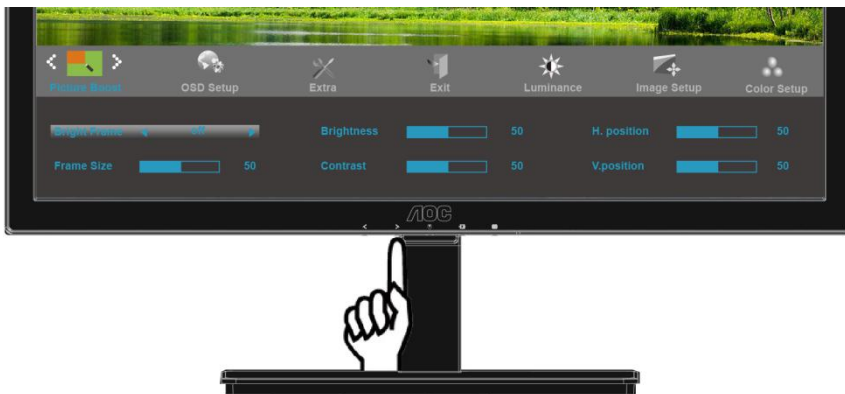 Picture Boost OSD Setup Extra Exit Luminance Image Setup Color Setup
Bright Frame off Brightness 50 H. position 50
Frame Size 50 Contrast 50 V.position 50
AOC